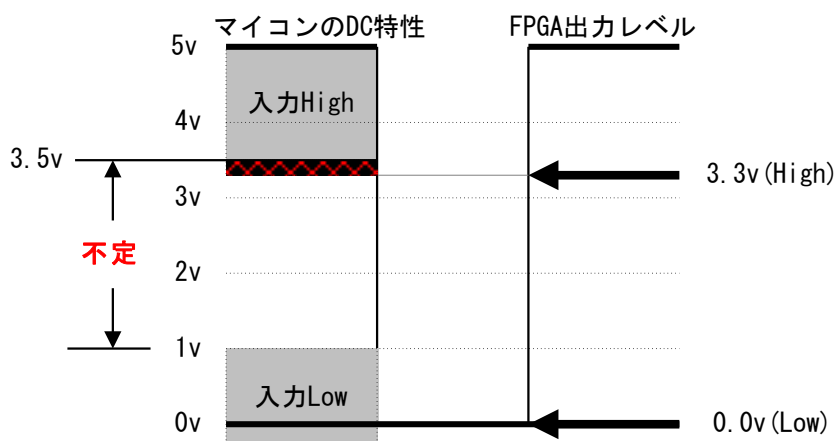 マイコンのDC特性
FPGA出力レベル
5v
入力High
4v
3.5v
3.3v(High)
3v
不定
2v
1v
入力Low
0v
0.0v(Low)